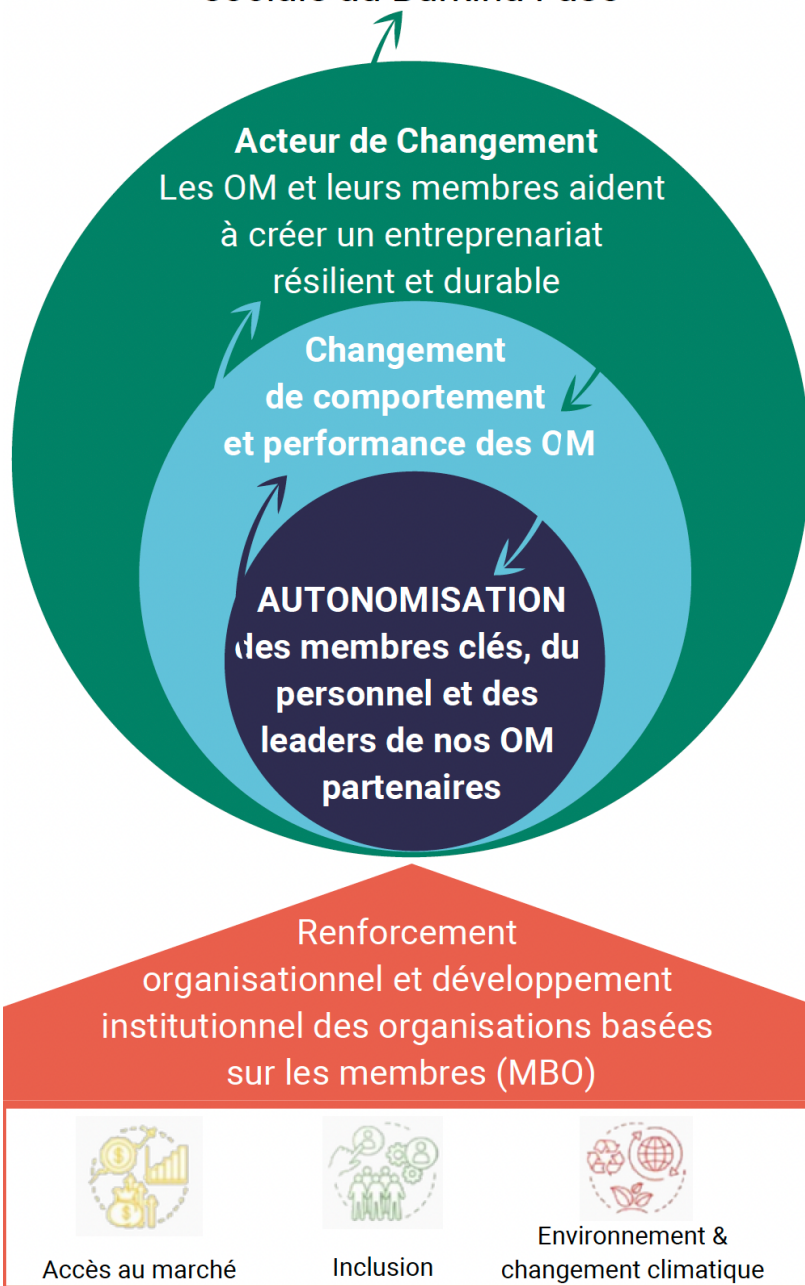 Acteur de Changement
Les OM et leurs membres aident
à créer un entreprenariat
résilient et durable
Changement
de comportement
et performance des OM
AUTONOMISATION
des membres clés, du
personnel et des
leaders de nos OM
partenaires
Renforcement
organisationnel et développement
institutionnel des organisations basées
sur les membres (MBO)
Accès au marché
Inclusion
Environnement &
changement climatique